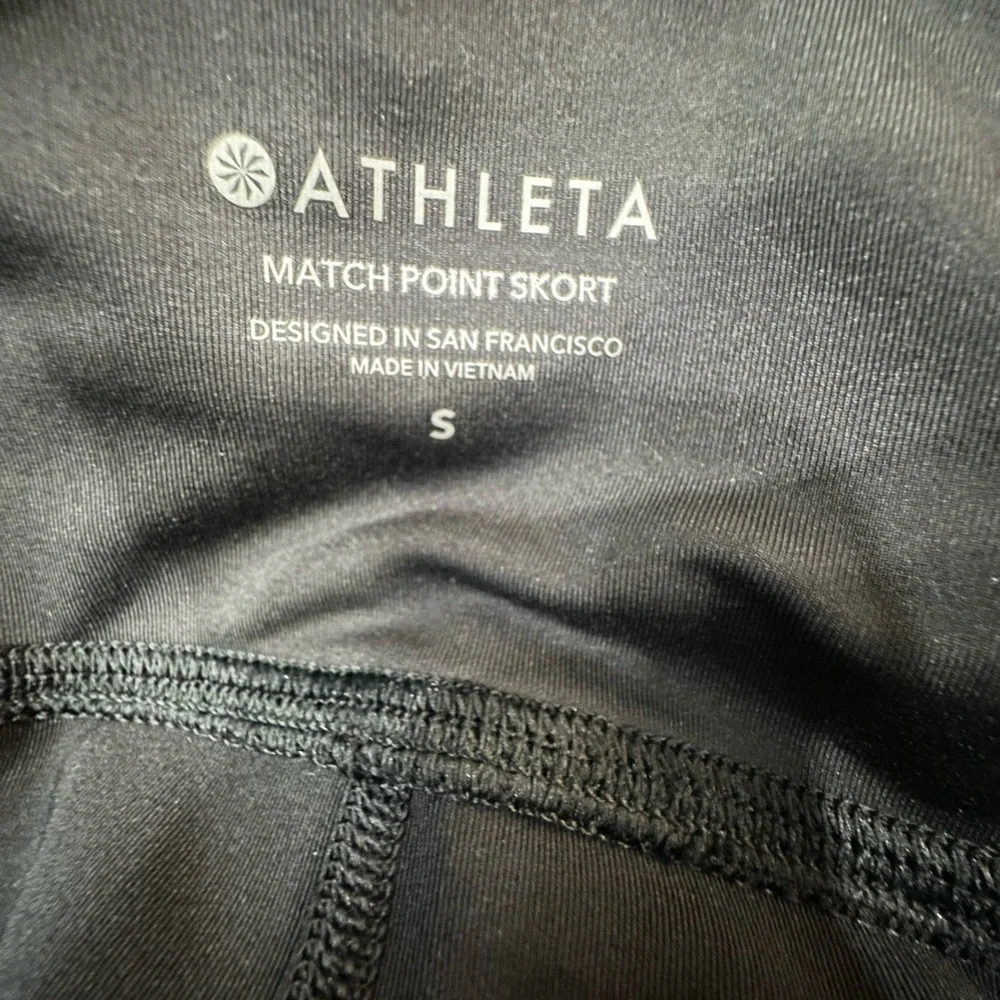 ATHLETA
MATCH POINT SKORT
DESIGNED IN SAN FRANCISCO
MADE IN VIETNAM
S